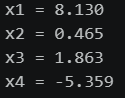 x1 = 8.130
x2 = 0.465
x3 = 1.863
x4 = -5.359